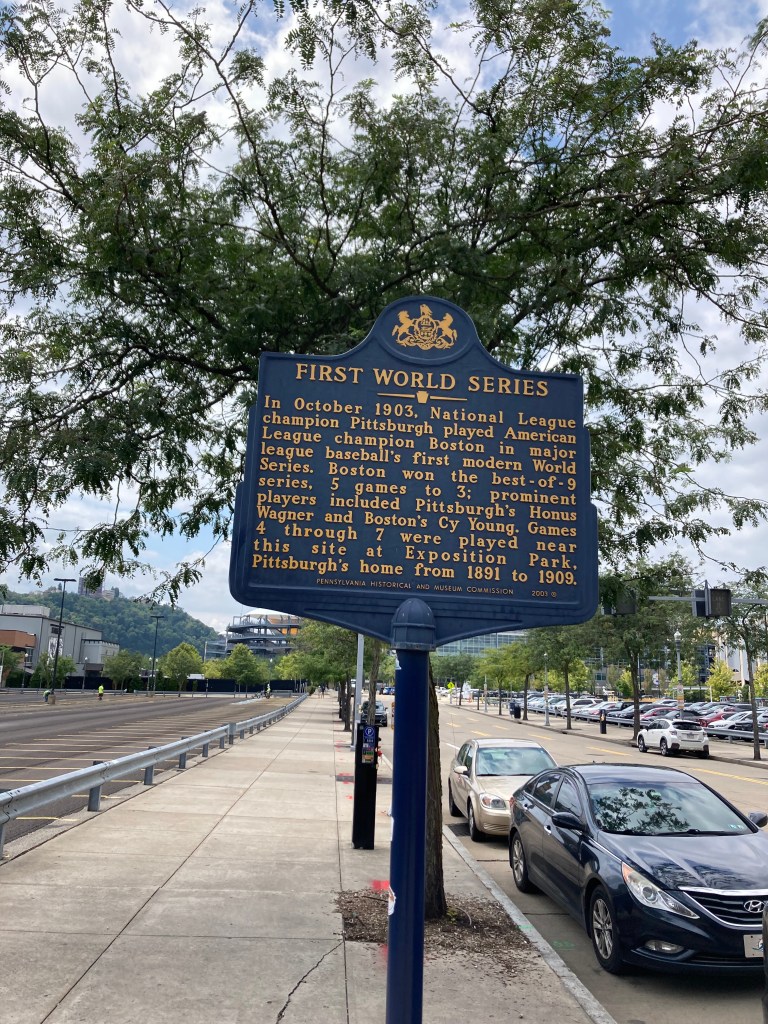 FIRST WORLD SERIES
In October 1903, National League
champion Pittsburgh played American
League champion Boston in major
league baseball's first modern World
Series. Boston won the best-of-9
series, 5 games to 3; prominent
players included Pittsburgh's Honus
Wagner and Boston's Cy Young. Games
4 through 7 were played near
this site at Exposition Park,
Pittsburgh's home from 1891 to 1909.
PENNSYLVANIA HISTORICAL AND MUSEUM COMMISSION 2003 ®
P